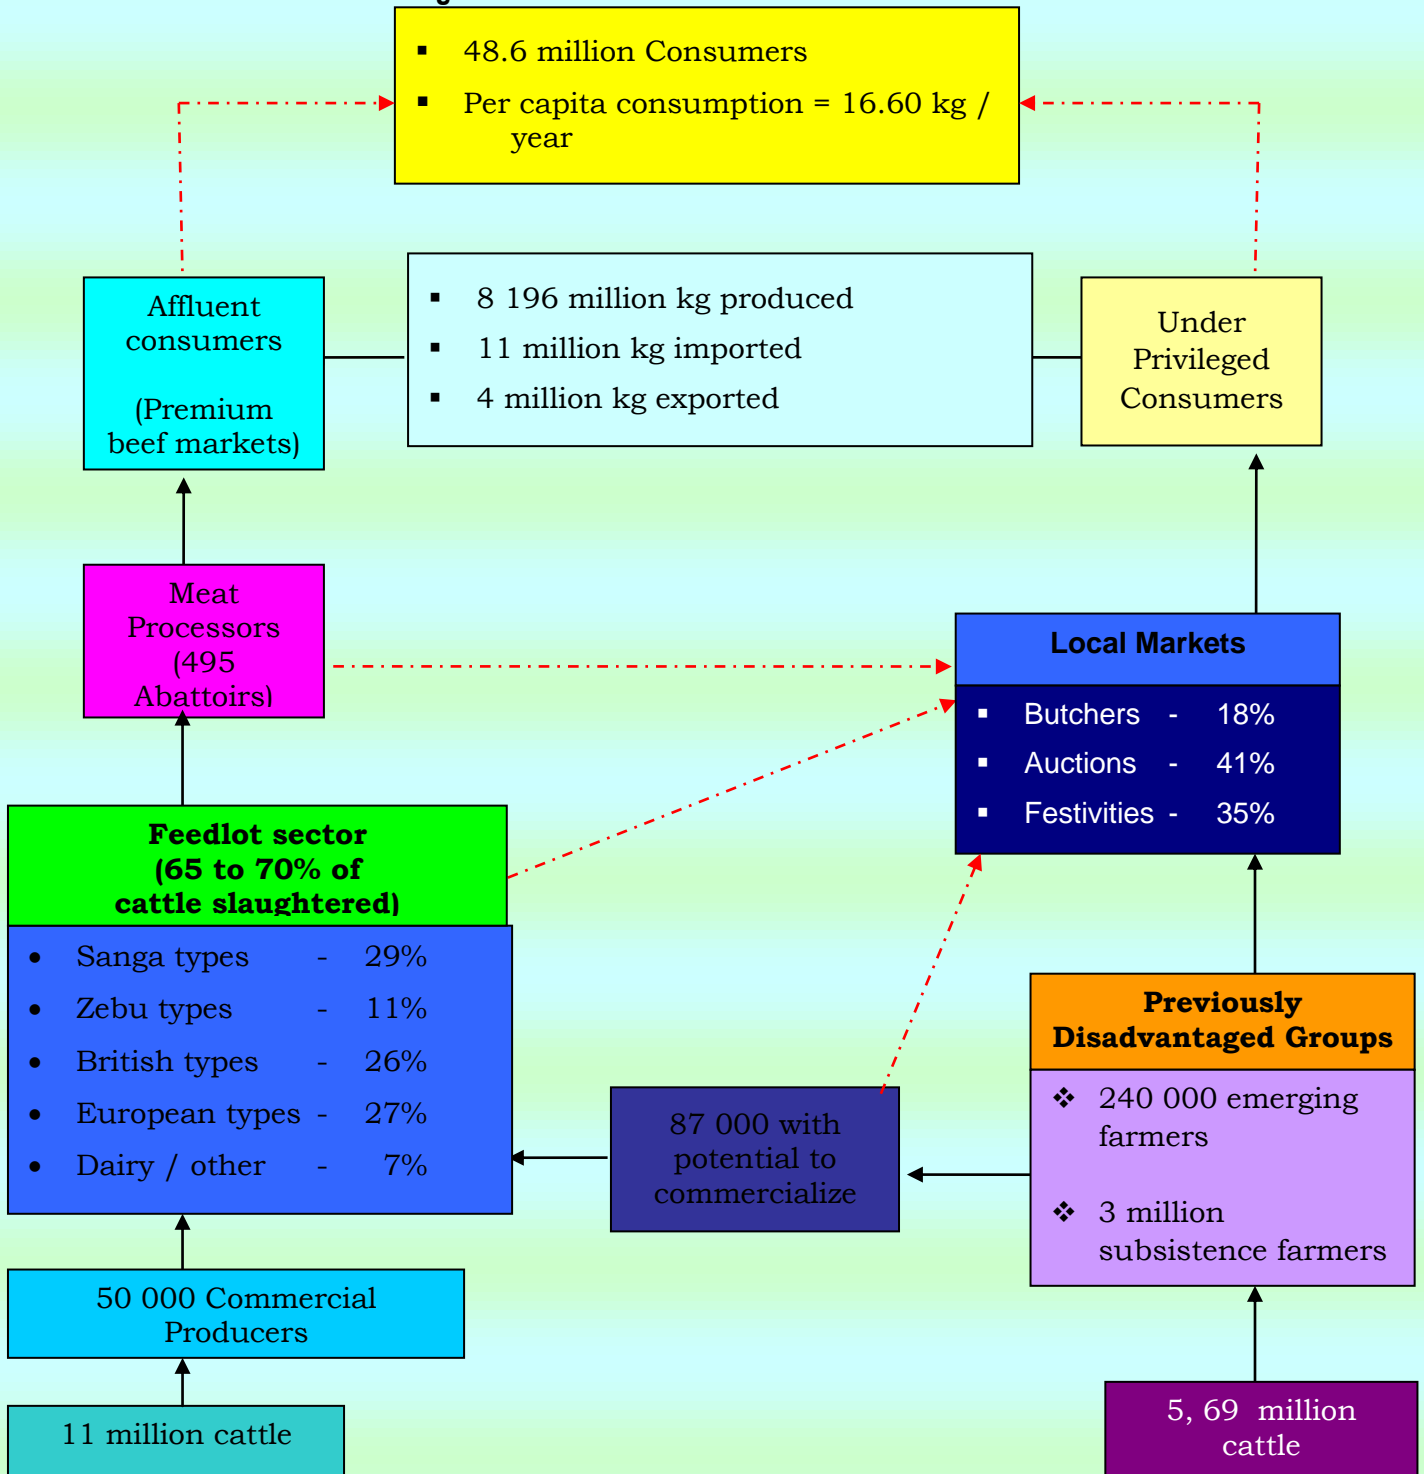 ▪ 48.6 million Consumers
▪ Per capita consumption = 16.60 kg /
year
Affluent
consumers
(Premium
beef markets)
▪ 8 196 million kg produced
▪ 11 million kg imported
▪ 4 million kg exported
Under
Privileged
Consumers
Meat
Processors
(495
Abattoirs)
Local Markets
▪ Butchers - 18%
▪ Auctions - 41%
▪ Festivities - 35%
Feedlot sector
(65 to 70% of
cattle slaughtered)
• Sanga types - 29%
• Zebu types - 11%
• British types - 26%
• European types - 27%
• Dairy / other - 7%
Previously
Disadvantaged Groups
❖ 240 000 emerging
farmers
❖ 3 million
subsistence farmers
87 000 with
potential to
commercialize
50 000 Commercial
Producers
11 million cattle
5, 69 million
cattle